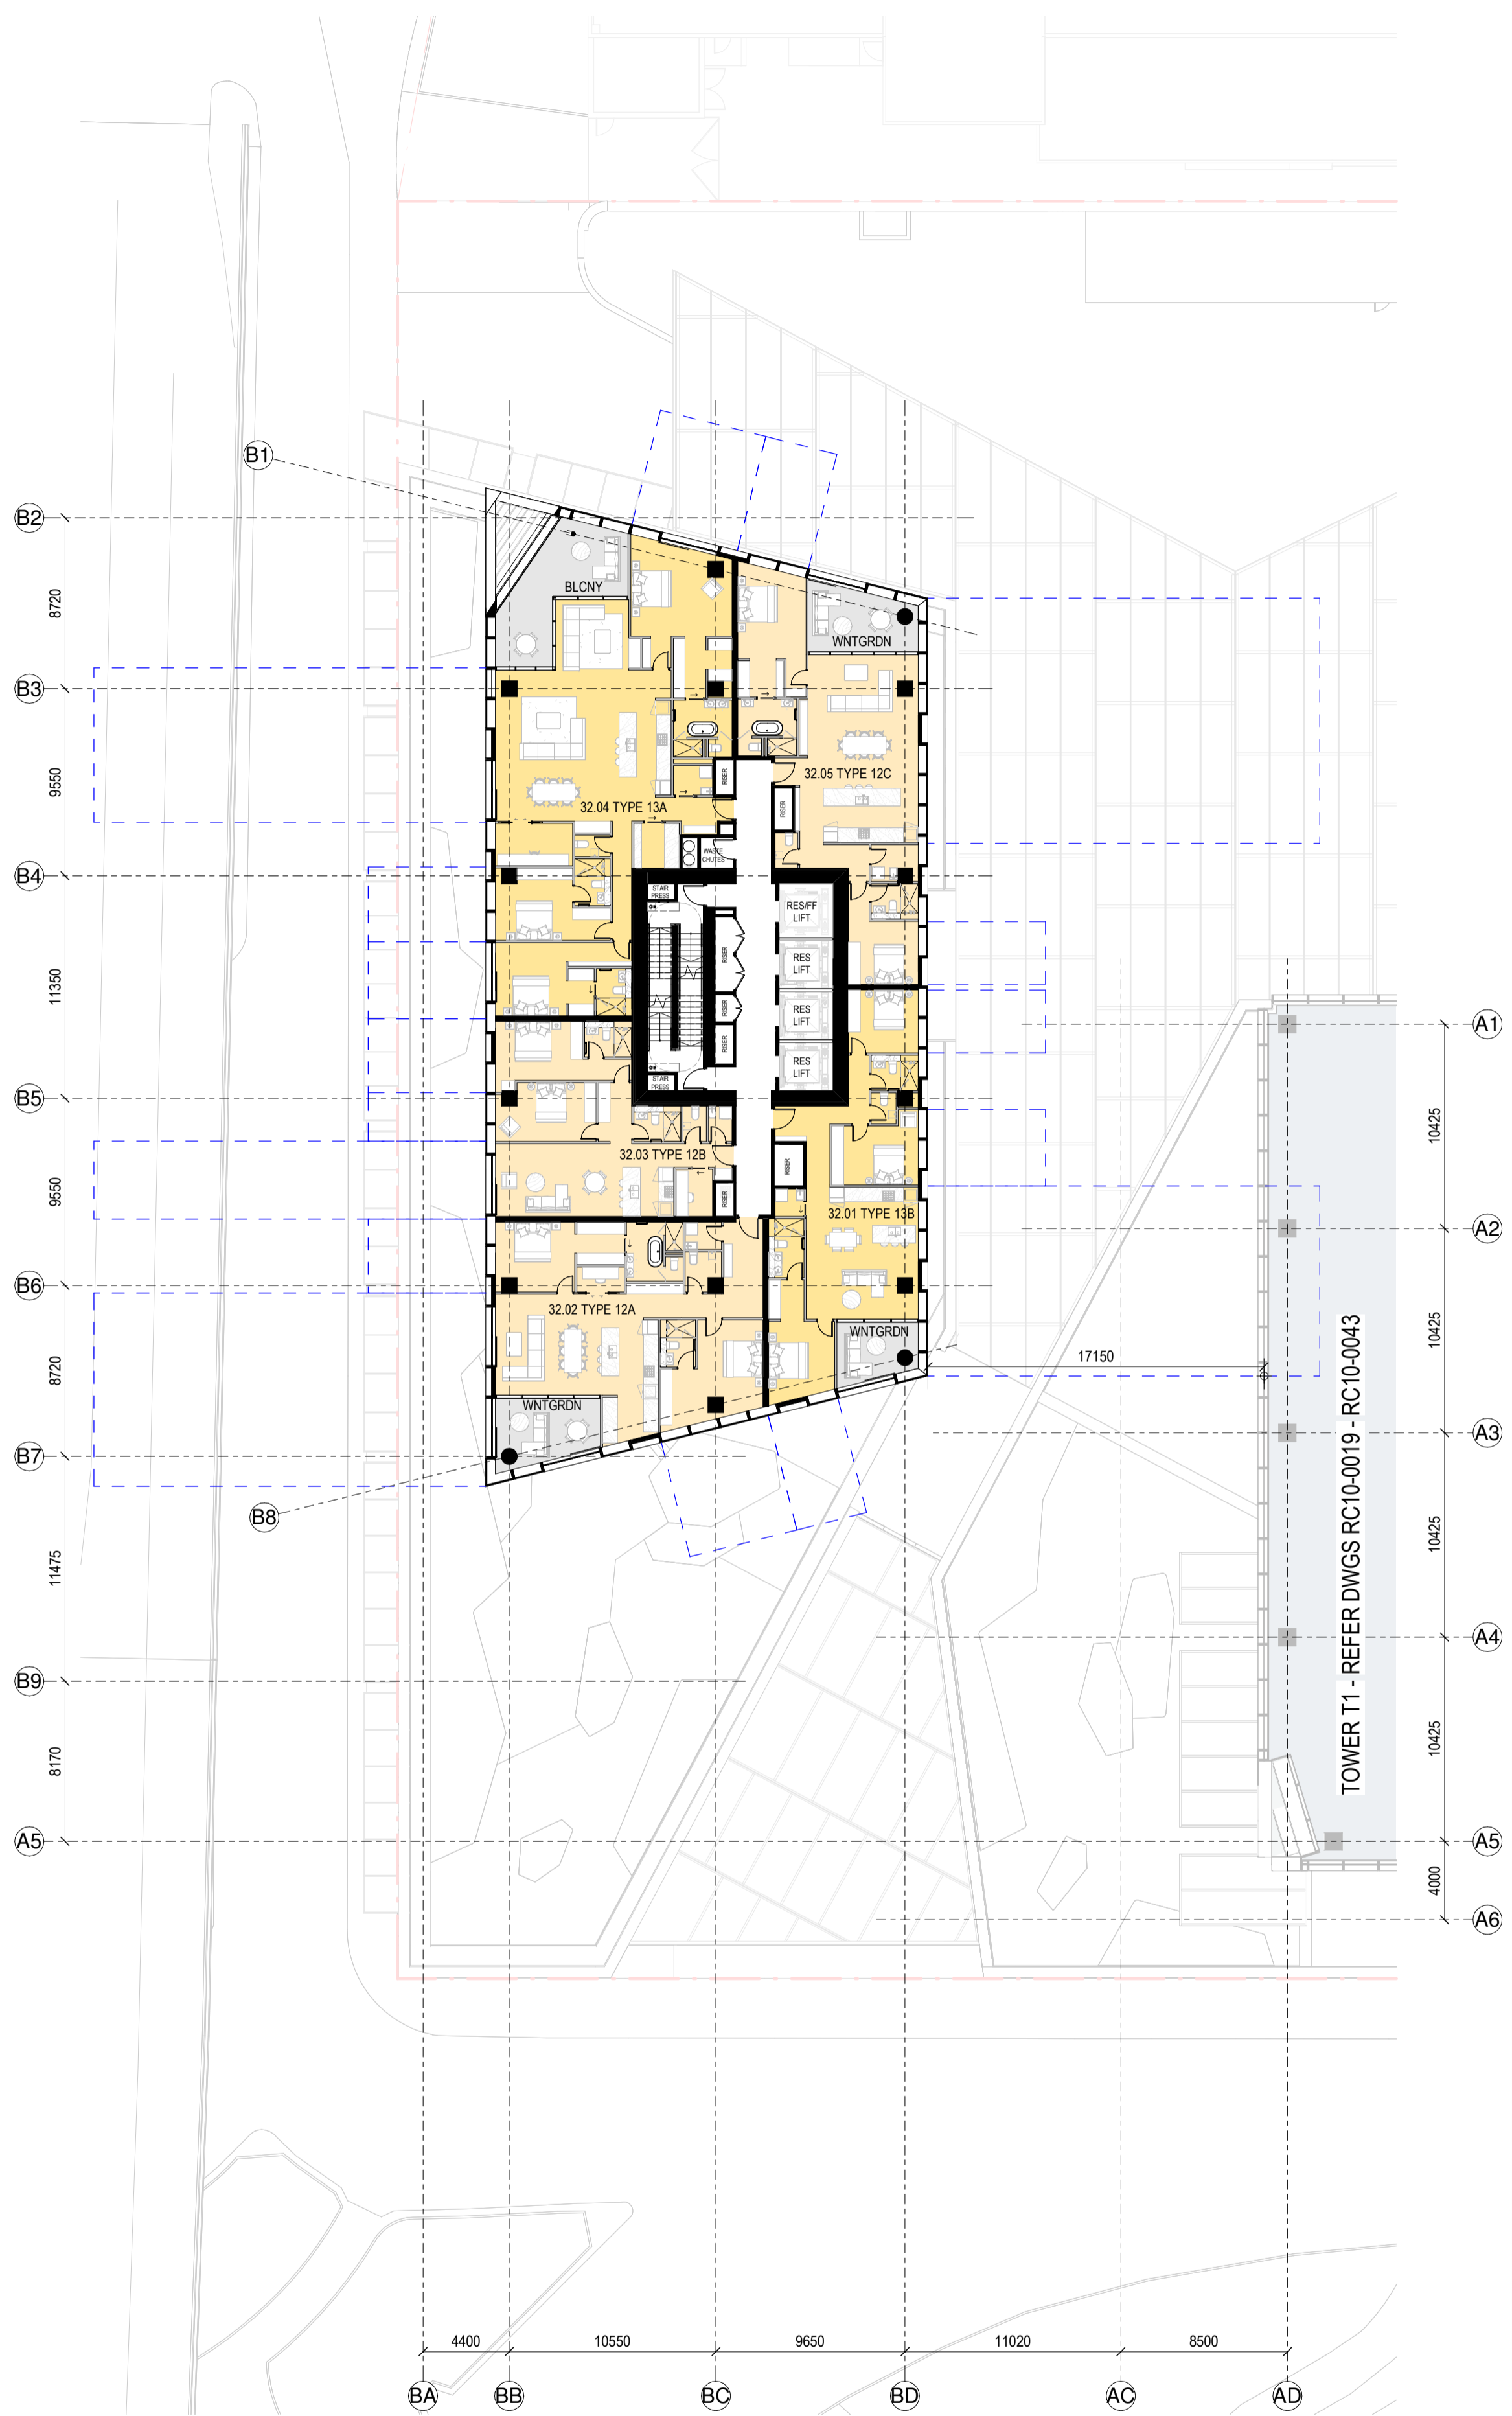 B1
B2
8720
BLCNY
WNTGRDN
B3
9550
RISER
32.05 TYPE 12C
32.04 TYPE 13A
RISER
WASTE
CHUTES
B4
STAIR
PRESS
RES/FF
LIFT
RISER
RES
LIFT
11350
RISER
RES
LIFT
A1
RISER
RES
LIFT
STAIR
PRESS
B5
10425
32.03 TYPE 12B
RISER
9550
RISER
32.01 TYPE 13B
A2
B6
32.02 TYPE 12A
WNTGRDN
10425
17150
8720
WNTGRDN
A3
B7
B8
TOWER T1 - REFER DWGS RC10-0019 - RC10-0043
10425
11475
A4
B9
10425
8170
A5
A5
4000
A6
4400
10550
9650
11020
8500
BA
BB
BC
BD
AC
AD